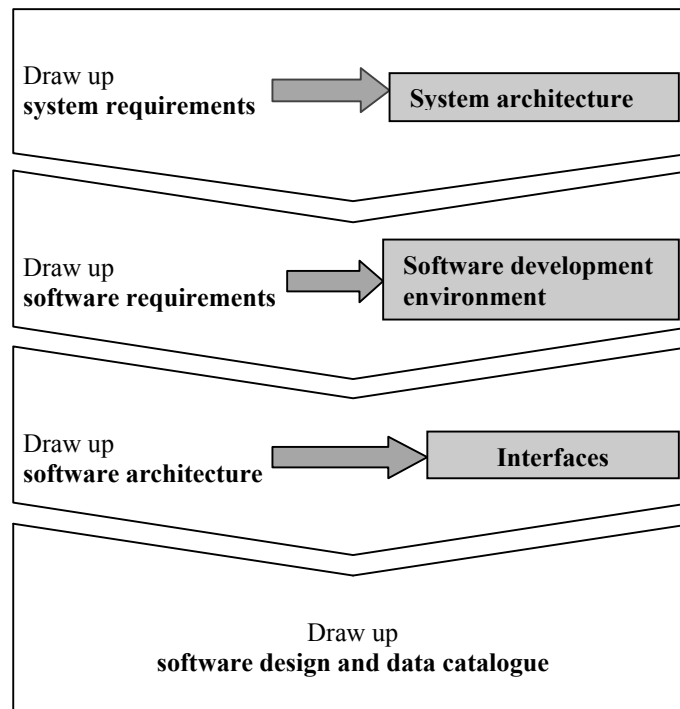 Draw up
system requirements
System architecture
Draw up
software requirements
Software development
environment
Draw up
software architecture
Interfaces
Draw up
software design and data catalogue